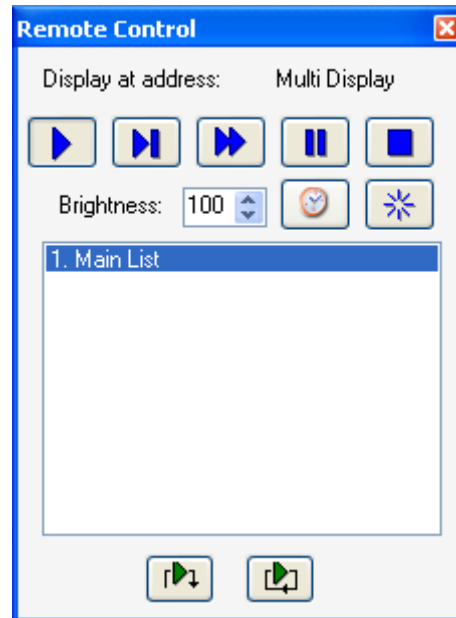 Remote Control
Display at address: Multi Display
Brightness: 100
1. Main List